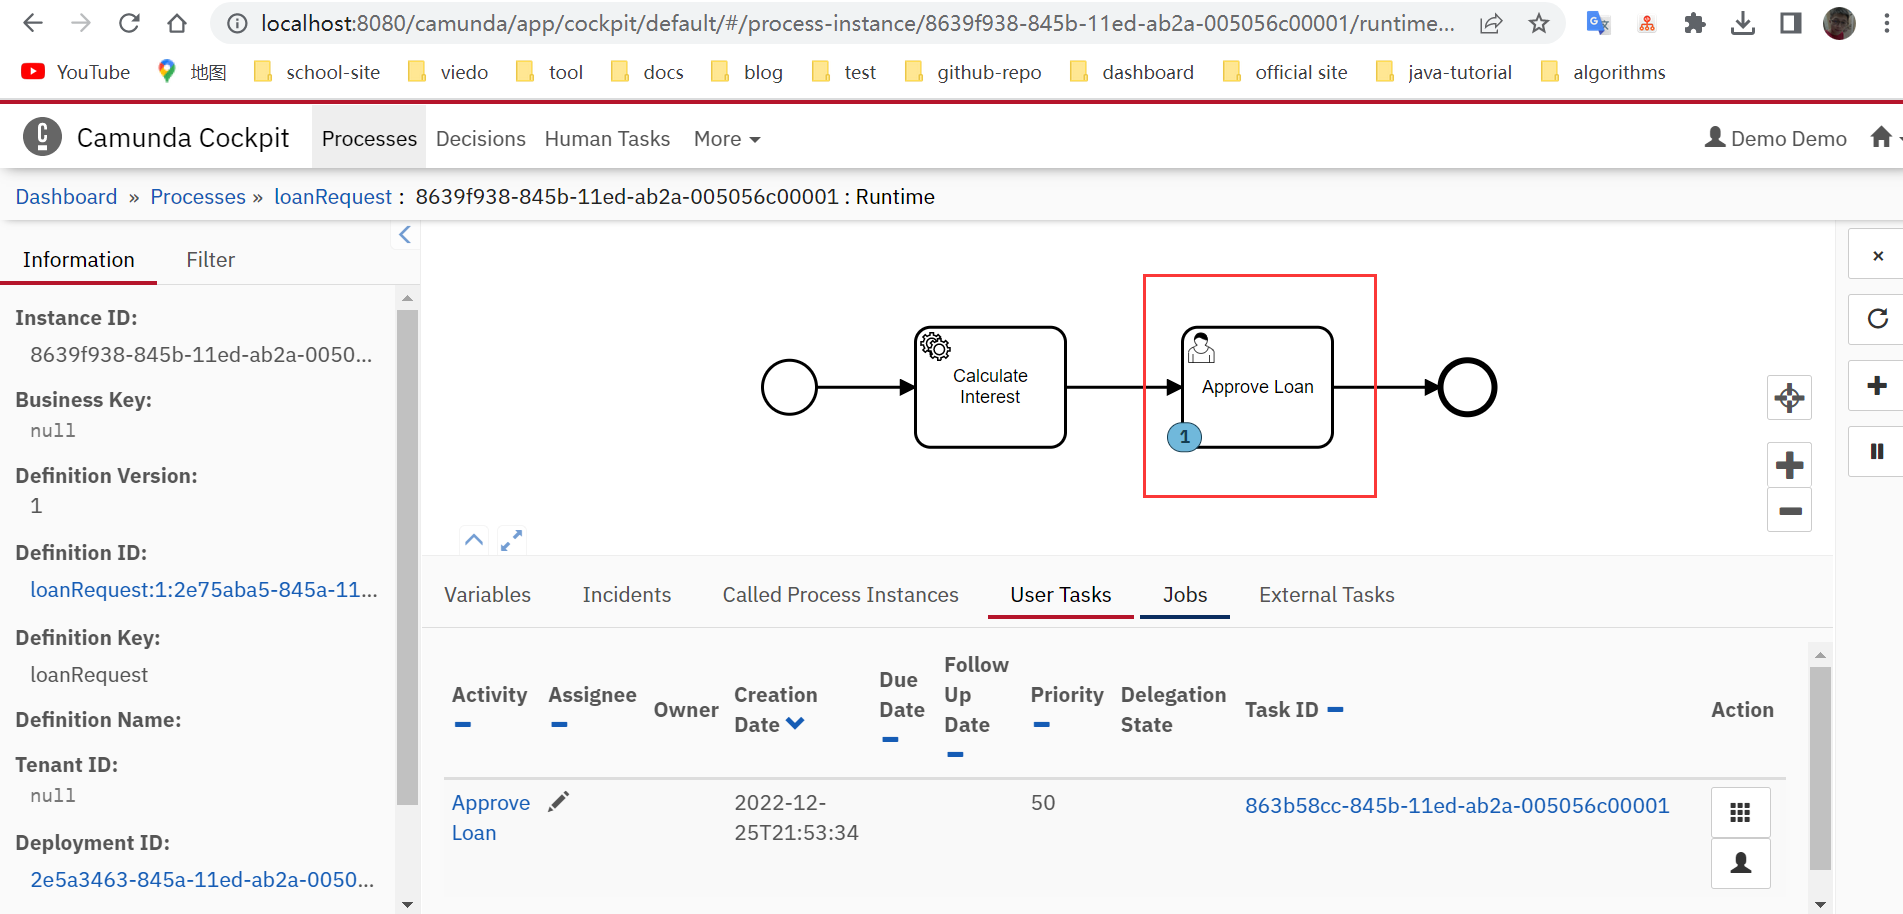 localhost:8080/camunda/app/cockpit/default/#/process-instance/8639f938-845b-11ed-ab2a-005056c00001/runtime...
YouTube 地图 school-site viedo tool docs blog test github-repo dashboard official site java-tutorial algorithms
Camunda Cockpit Processes Decisions Human Tasks More Demo Demo
Dashboard » Processes » loanRequest : 8639f938-845b-11ed-ab2a-005056c00001 : Runtime
Information Filter
Instance ID:
8639f938-845b-11ed-ab2a-0050...
Business Key:
null
Definition Version:
1
Definition ID:
loanRequest:1:2e75aba5-845a-11...
Definition Key:
loanRequest
Definition Name:
Tenant ID:
null
Deployment ID:
2e5a3463-845a-11ed-ab2a-0050...
Calculate
Interest
Approve Loan
1
Variables Incidents Called Process Instances User Tasks Jobs External Tasks
Activity Assignee Owner Creation Date Due Date Follow Up Date Priority Delegation State Task ID Action
Approve 2022-12- 50 863b58cc-845b-11ed-ab2a-005056c00001
Loan 25T21:53:34